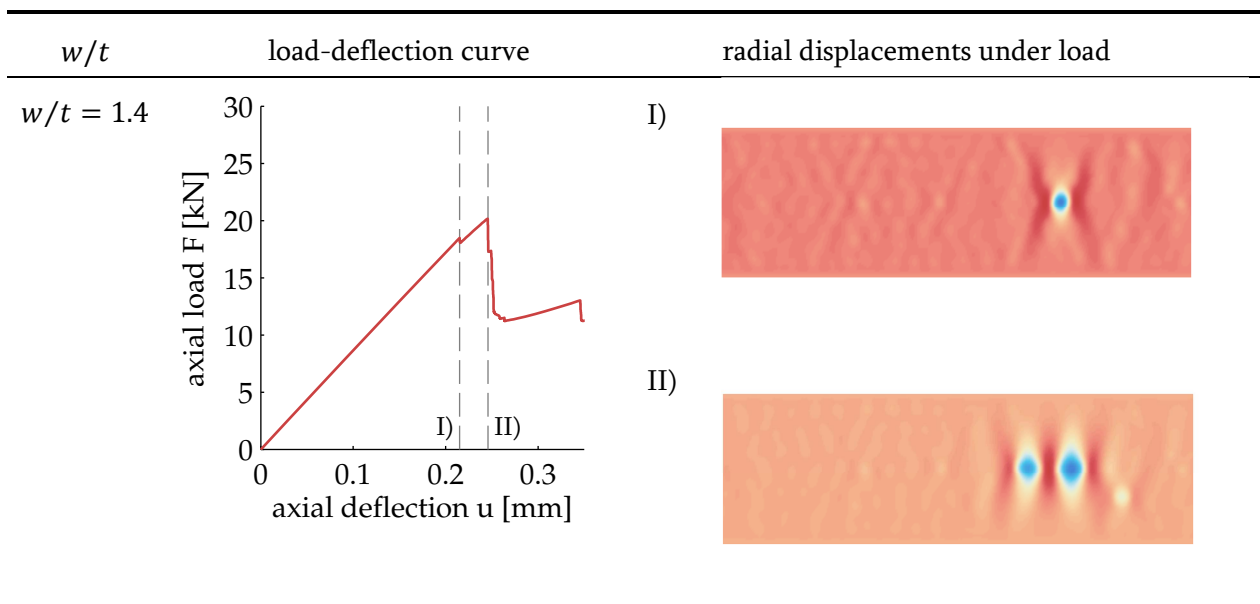 w/t load-deflection curve radial displacements under load
w/t = 1.4
axial load F [kN]
30
25
20
15
10
5
0
I) II)
0 0.1 0.2 0.3
axial deflection u [mm]
I)
II)